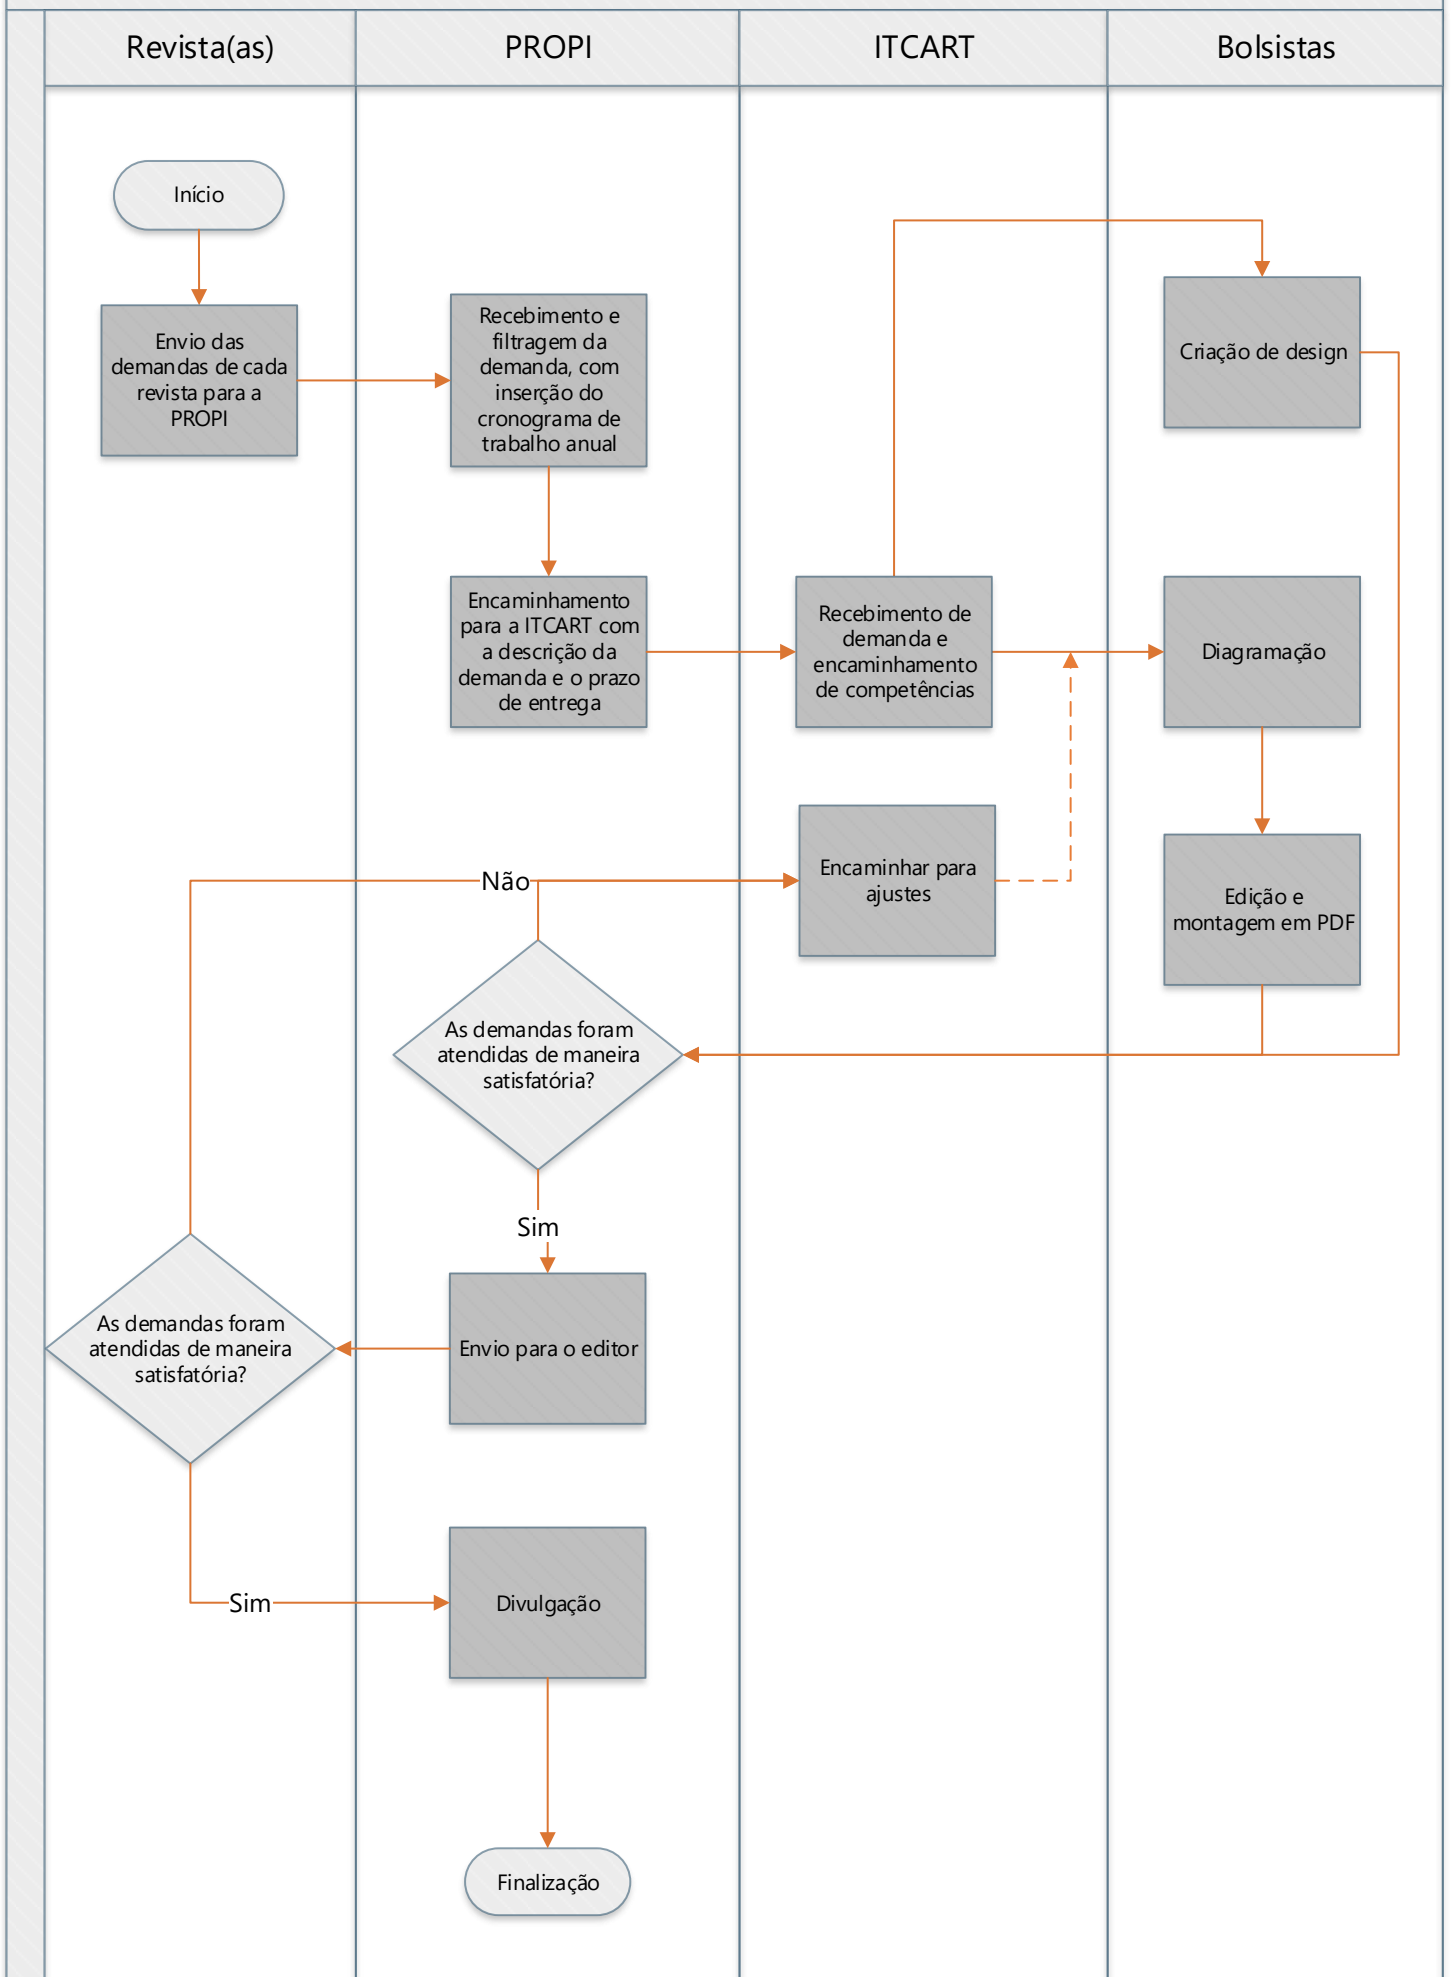 Revista(as)
PROPI
ITCART
Bolsistas
Início
Envio das
demandas de cada
revista para a
PROPI
Recebimento e
filtragem da
demanda, com
inserção do
cronograma de
trabalho anual
Criação de design
Encaminhamento
para a ITCART com
a descrição da
demanda e o prazo
de entrega
Recebimento de
demanda e
encaminhamento
de competências
Diagramação
Encaminhar para
ajustes
Edição e
montagem em PDF
Não
As demandas foram
atendidas de maneira
satisfatória?
Sim
Envio para o editor
As demandas foram
atendidas de maneira
satisfatória?
Sim
Divulgação
Finalização